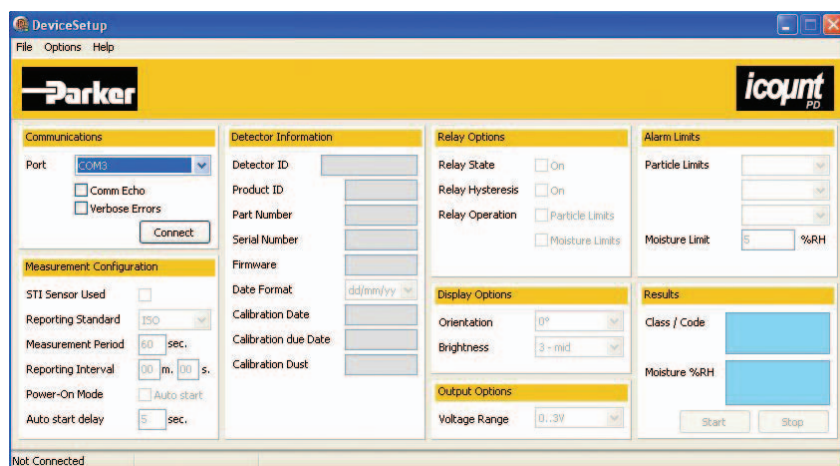 DeviceSetup
File Options Help
Parker
icount
PD
Communications
Port COM3
Comm Echo
Verbose Errors
Connect
Measurement Configuration
STI Sensor Used
Reporting Standard ISO
Measurement Period 60 sec.
Reporting Interval 00 m. 00 s.
Power-On Mode Auto start
Auto start delay 5 sec.
Detector Information
Detector ID
Product ID
Part Number
Serial Number
Firmware
Date Format dd/mm/yy
Calibration Date
Calibration due Date
Calibration Dust
Relay Options
Relay State On
Relay Hysteresis On
Relay Operation Particle Limits
Moisture Limits
Display Options
Orientation 0°
Brightness 3 - mid
Output Options
Voltage Range 0..3V
Alarm Limits
Particle Limits
Moisture Limit 5 %RH
Results
Class / Code
Moisture %RH
Start Stop
Not Connected